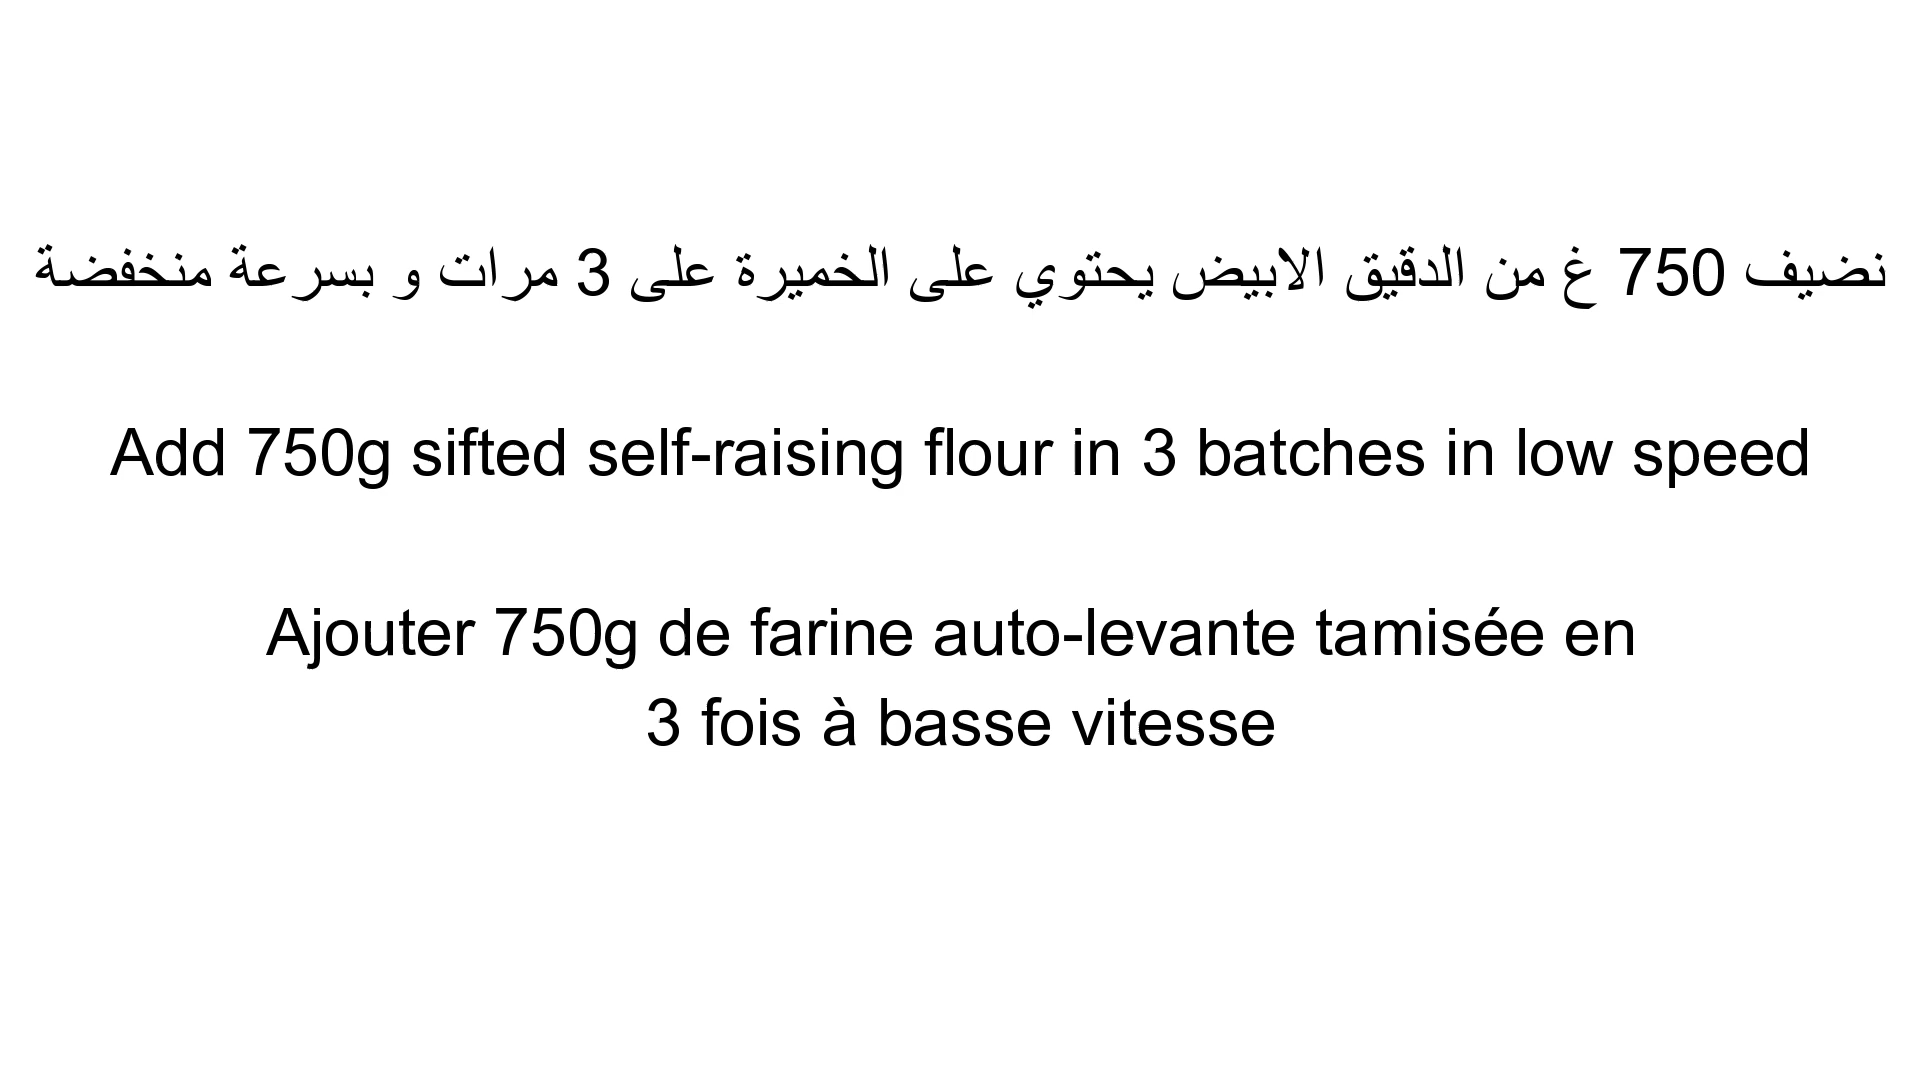 نضيف 750 غ من الدقيق الابيض يحتوي على الخميرة على 3 مرات و بسرعة منخفضة
Add 750g sifted self-raising flour in 3 batches in low speed
Ajouter 750g de farine auto-levante tamisée en
3 fois à basse vitesse